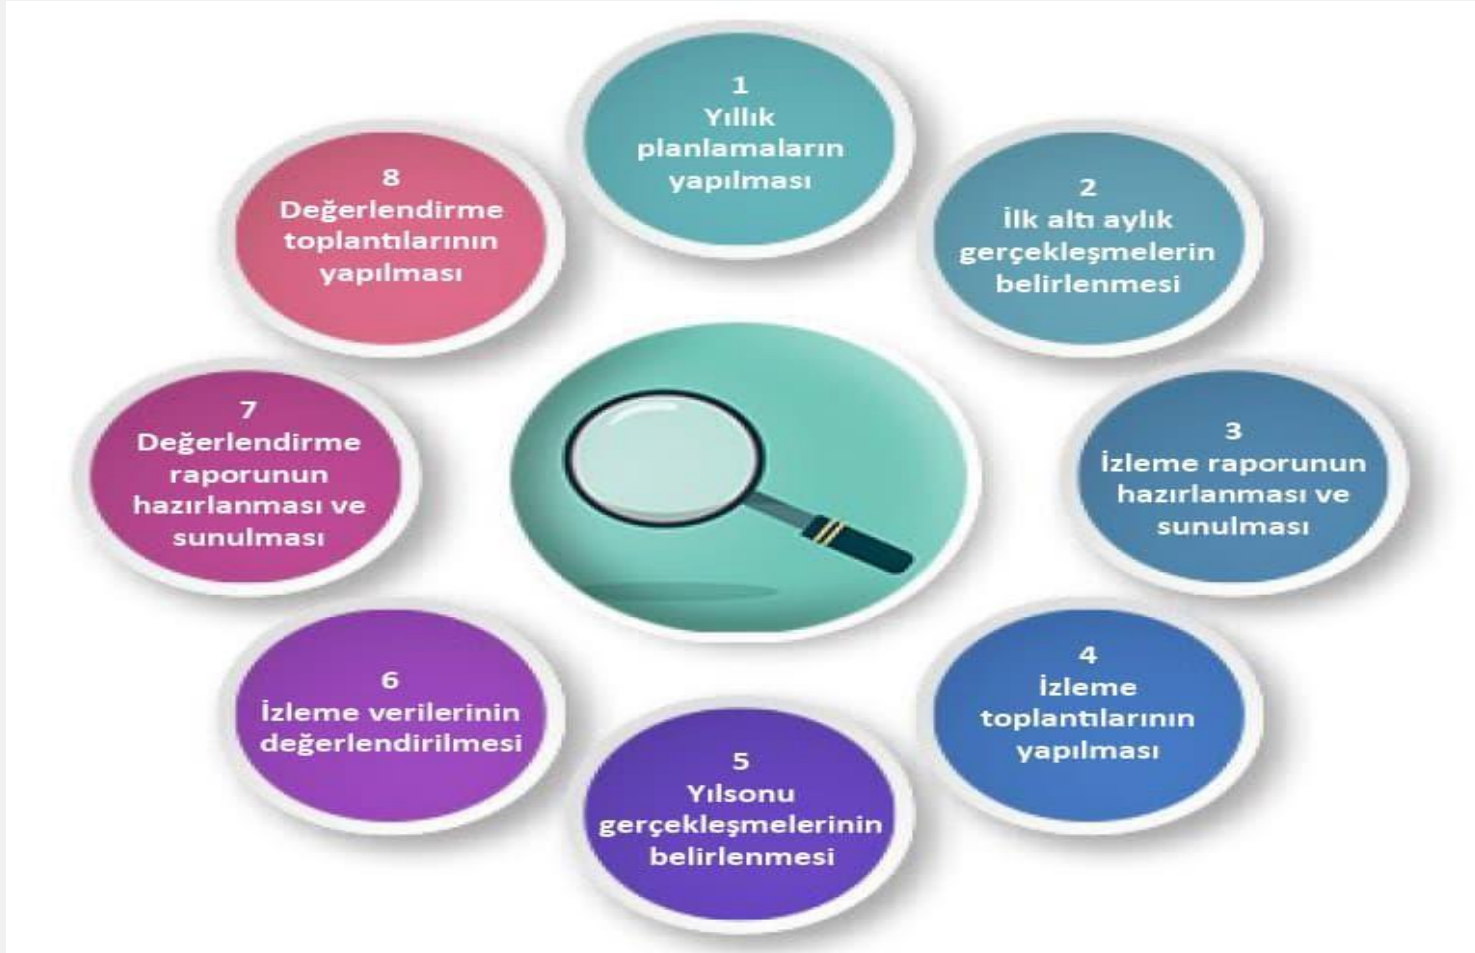 1
Yıllık
planlamaların
yapılması
2
İlk altı aylık
gerçekleşmelerin
belirlenmesi
3
İzleme raporunun
hazırlanması ve
sunulması
4
İzleme
toplantılarının
yapılması
5
Yılsonu
gerçekleşmelerinin
belirlenmesi
6
İzleme verilerinin
değerlendirilmesi
7
Değerlendirme
raporunun
hazırlanması ve
sunulması
8
Değerlendirme
toplantılarının
yapılması